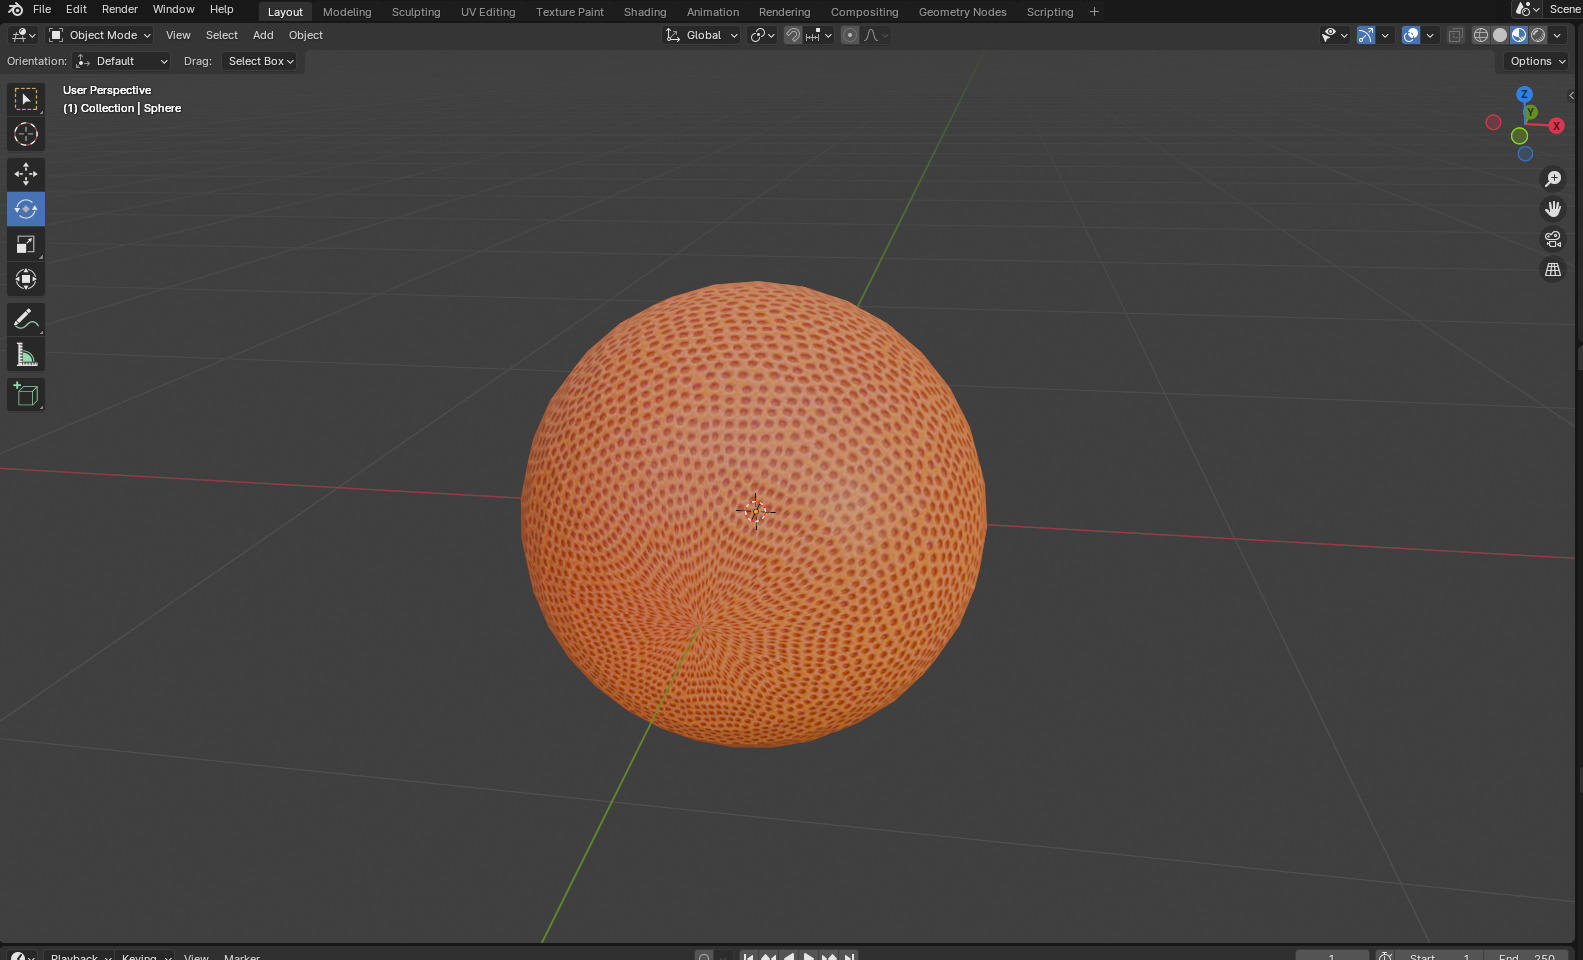 File Edit Render Window Help Layout Modeling Sculpting UV Editing Texture Paint Shading Animation Rendering Compositing Geometry Nodes Scripting + Scene
Object Mode View Select Add Object Global
Orientation: Default Drag: Select Box Options
User Perspective
(1) Collection | Sphere
Z
Y
X
Playback Keying View Marker 1 Start 1 End 250